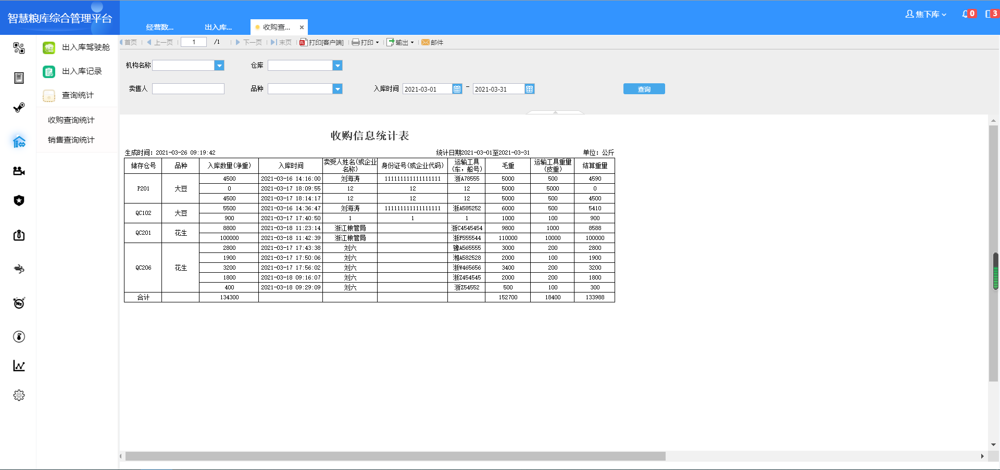 智慧粮库综合管理平台
经营数... 出入库... 收购查... ×
焦下库 0 3
首页 上一页 1 /1 下一页 末页 打印[客户端] 打印 输出 邮件
出入库驾驶舱
出入库记录
查询统计
收购查询统计
销售查询统计
机构名称 仓库
卖售人 品种 入库时间 2021-03-01 - 2021-03-31 查询
收购信息统计表
生成时间：2021-03-26 09:19:42 统计日期2021-03-01至2021-03-31 单位：公斤
储存仓号 品种 入库数量(净重) 入库时间 卖受人姓名(或企业名称) 身份证号(或企业代码) 运输工具(车，船号) 毛重 运输工具重量(皮重) 结算重量
P201 大豆 4500 2021-03-16 14:16:00 刘海涛 111111111111111111 浙A78555 5000 500 4590
0 2021-03-17 18:09:55 12 12 12 5000 5000 0
4500 2021-03-17 18:14:17 12 12 12 5000 500 4500
QC102 大豆 5500 2021-03-16 14:36:47 刘海涛 111111111111111111 浙A585252 6000 500 5410
900 2021-03-17 17:40:50 1 1 1 1000 100 900
QC201 花生 8800 2021-03-18 11:23:14 浙江粮管局 浙C4545454 9800 1000 8588
100000 2021-03-18 11:42:39 浙江粮管局 浙F555544 110000 10000 100000
QC206 花生 2800 2021-03-17 17:43:38 刘六 豫A565555 3000 200 2800
1900 2021-03-17 17:50:06 刘六 湘A582528 2000 100 1900
3200 2021-03-17 17:56:02 刘六 浙W465656 3400 200 3200
1800 2021-03-18 09:16:07 刘六 浙Z454545 2000 200 1800
400 2021-03-18 09:29:09 刘六 浙Z54552 500 100 300
合计 134300 152700 18400 133988
N2